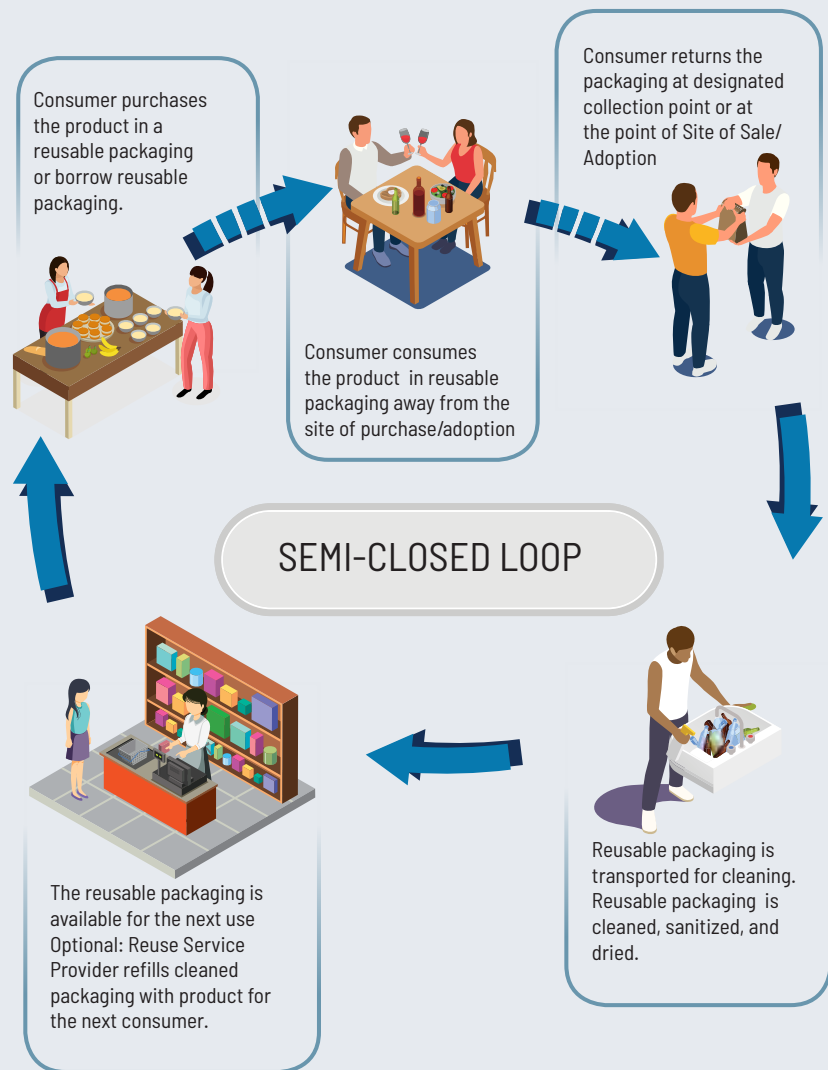 Consumer purchases
the product in a
reusable packaging
or borrow reusable
packaging.
Consumer consumes
the product in reusable
packaging away from the
site of purchase/adoption
Consumer returns the
packaging at designated
collection point or at
the point of Site of Sale/
Adoption
SEMI-CLOSED LOOP
Reusable packaging is
transported for cleaning.
Reusable packaging is
cleaned, sanitized, and
dried.
The reusable packaging is
available for the next use
Optional: Reuse Service
Provider refills cleaned
packaging with product for
the next consumer.